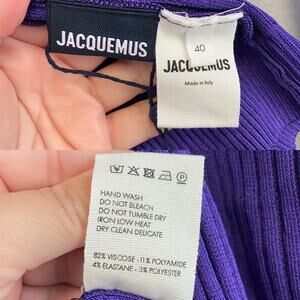 JACQUEMUS
40
JACQUEMUS
Made in Italy
HAND WASH
DO NOT BLEACH
DO NOT TUMBLE DRY
IRON LOW HEAT
DRY CLEAN DELICATE
82% VISCOSE - 11% POLYAMIDE
4% ELASTANE - 3% POLYESTER